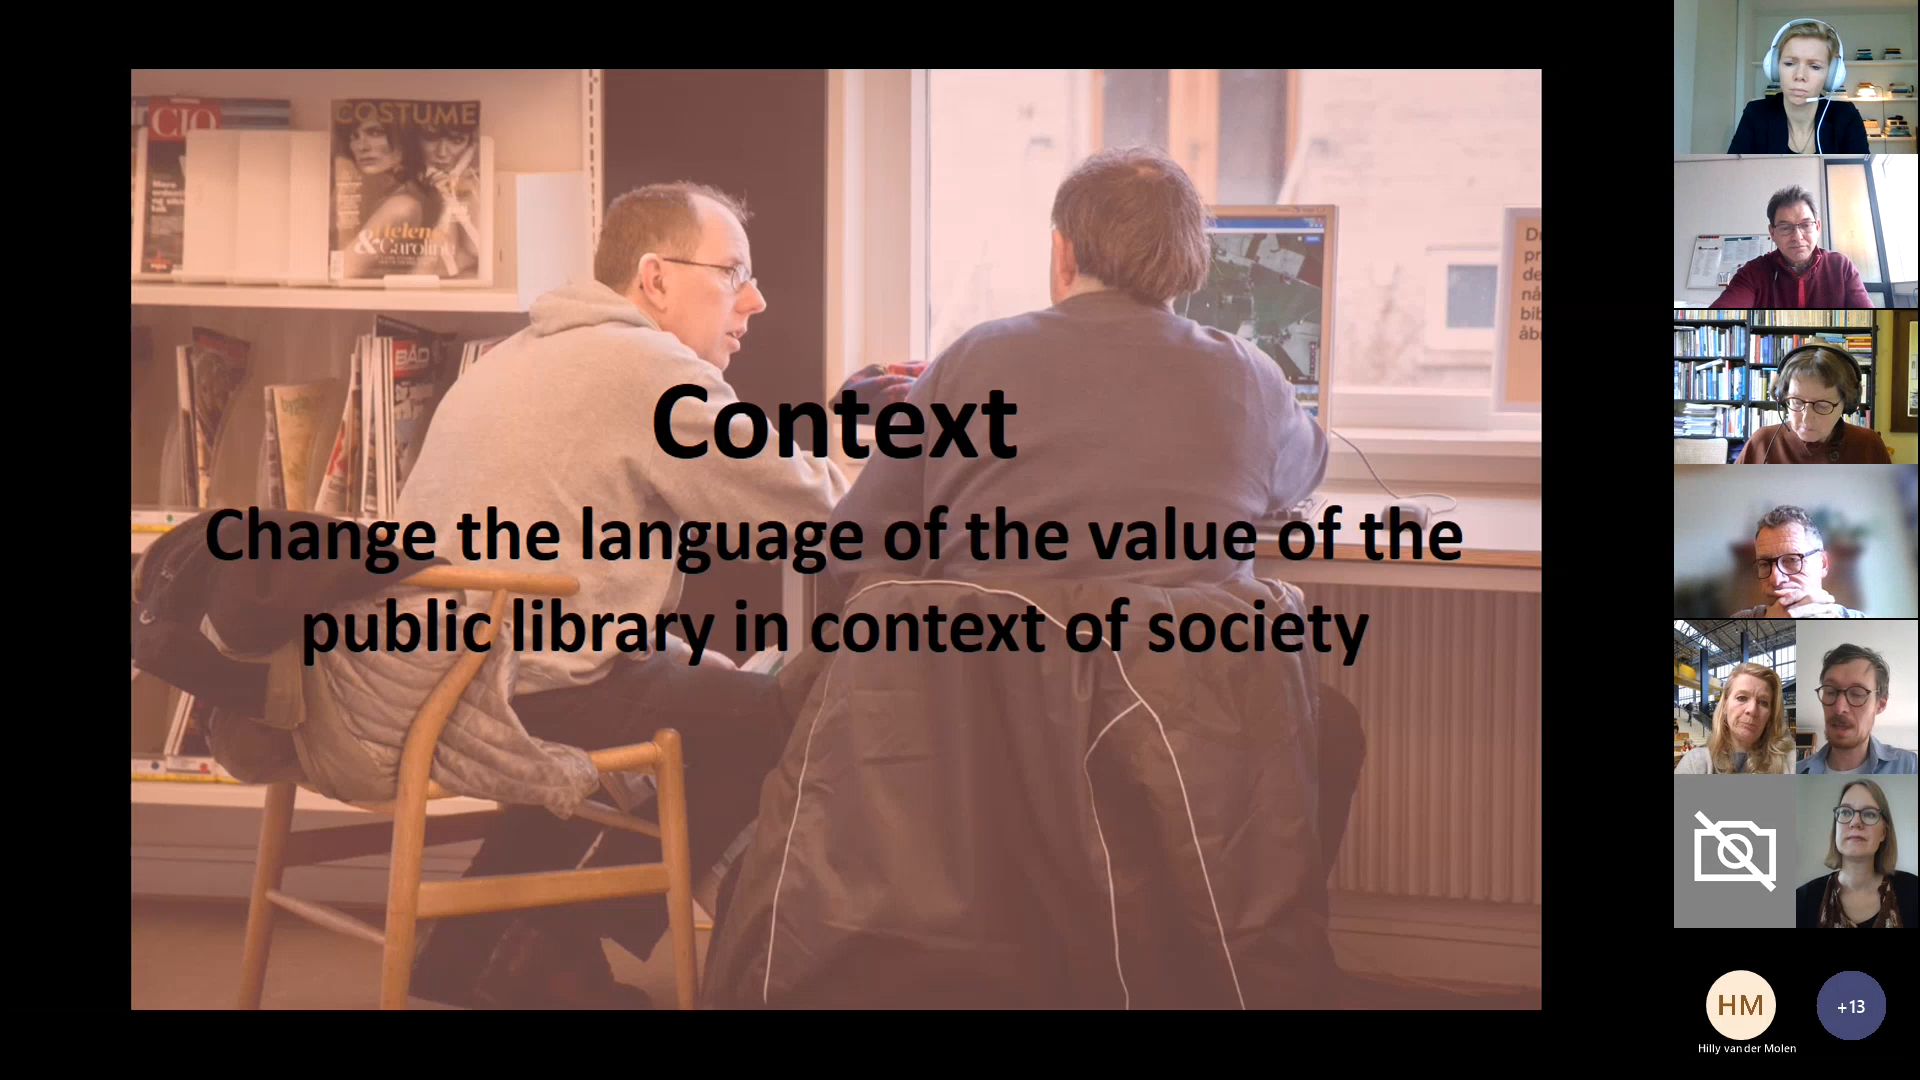 CIO
COSTUME
Helena
& Caroline
BÅD
Context
Change the language of the value of the
public library in context of society
HM
+13
Hilly van der Molen